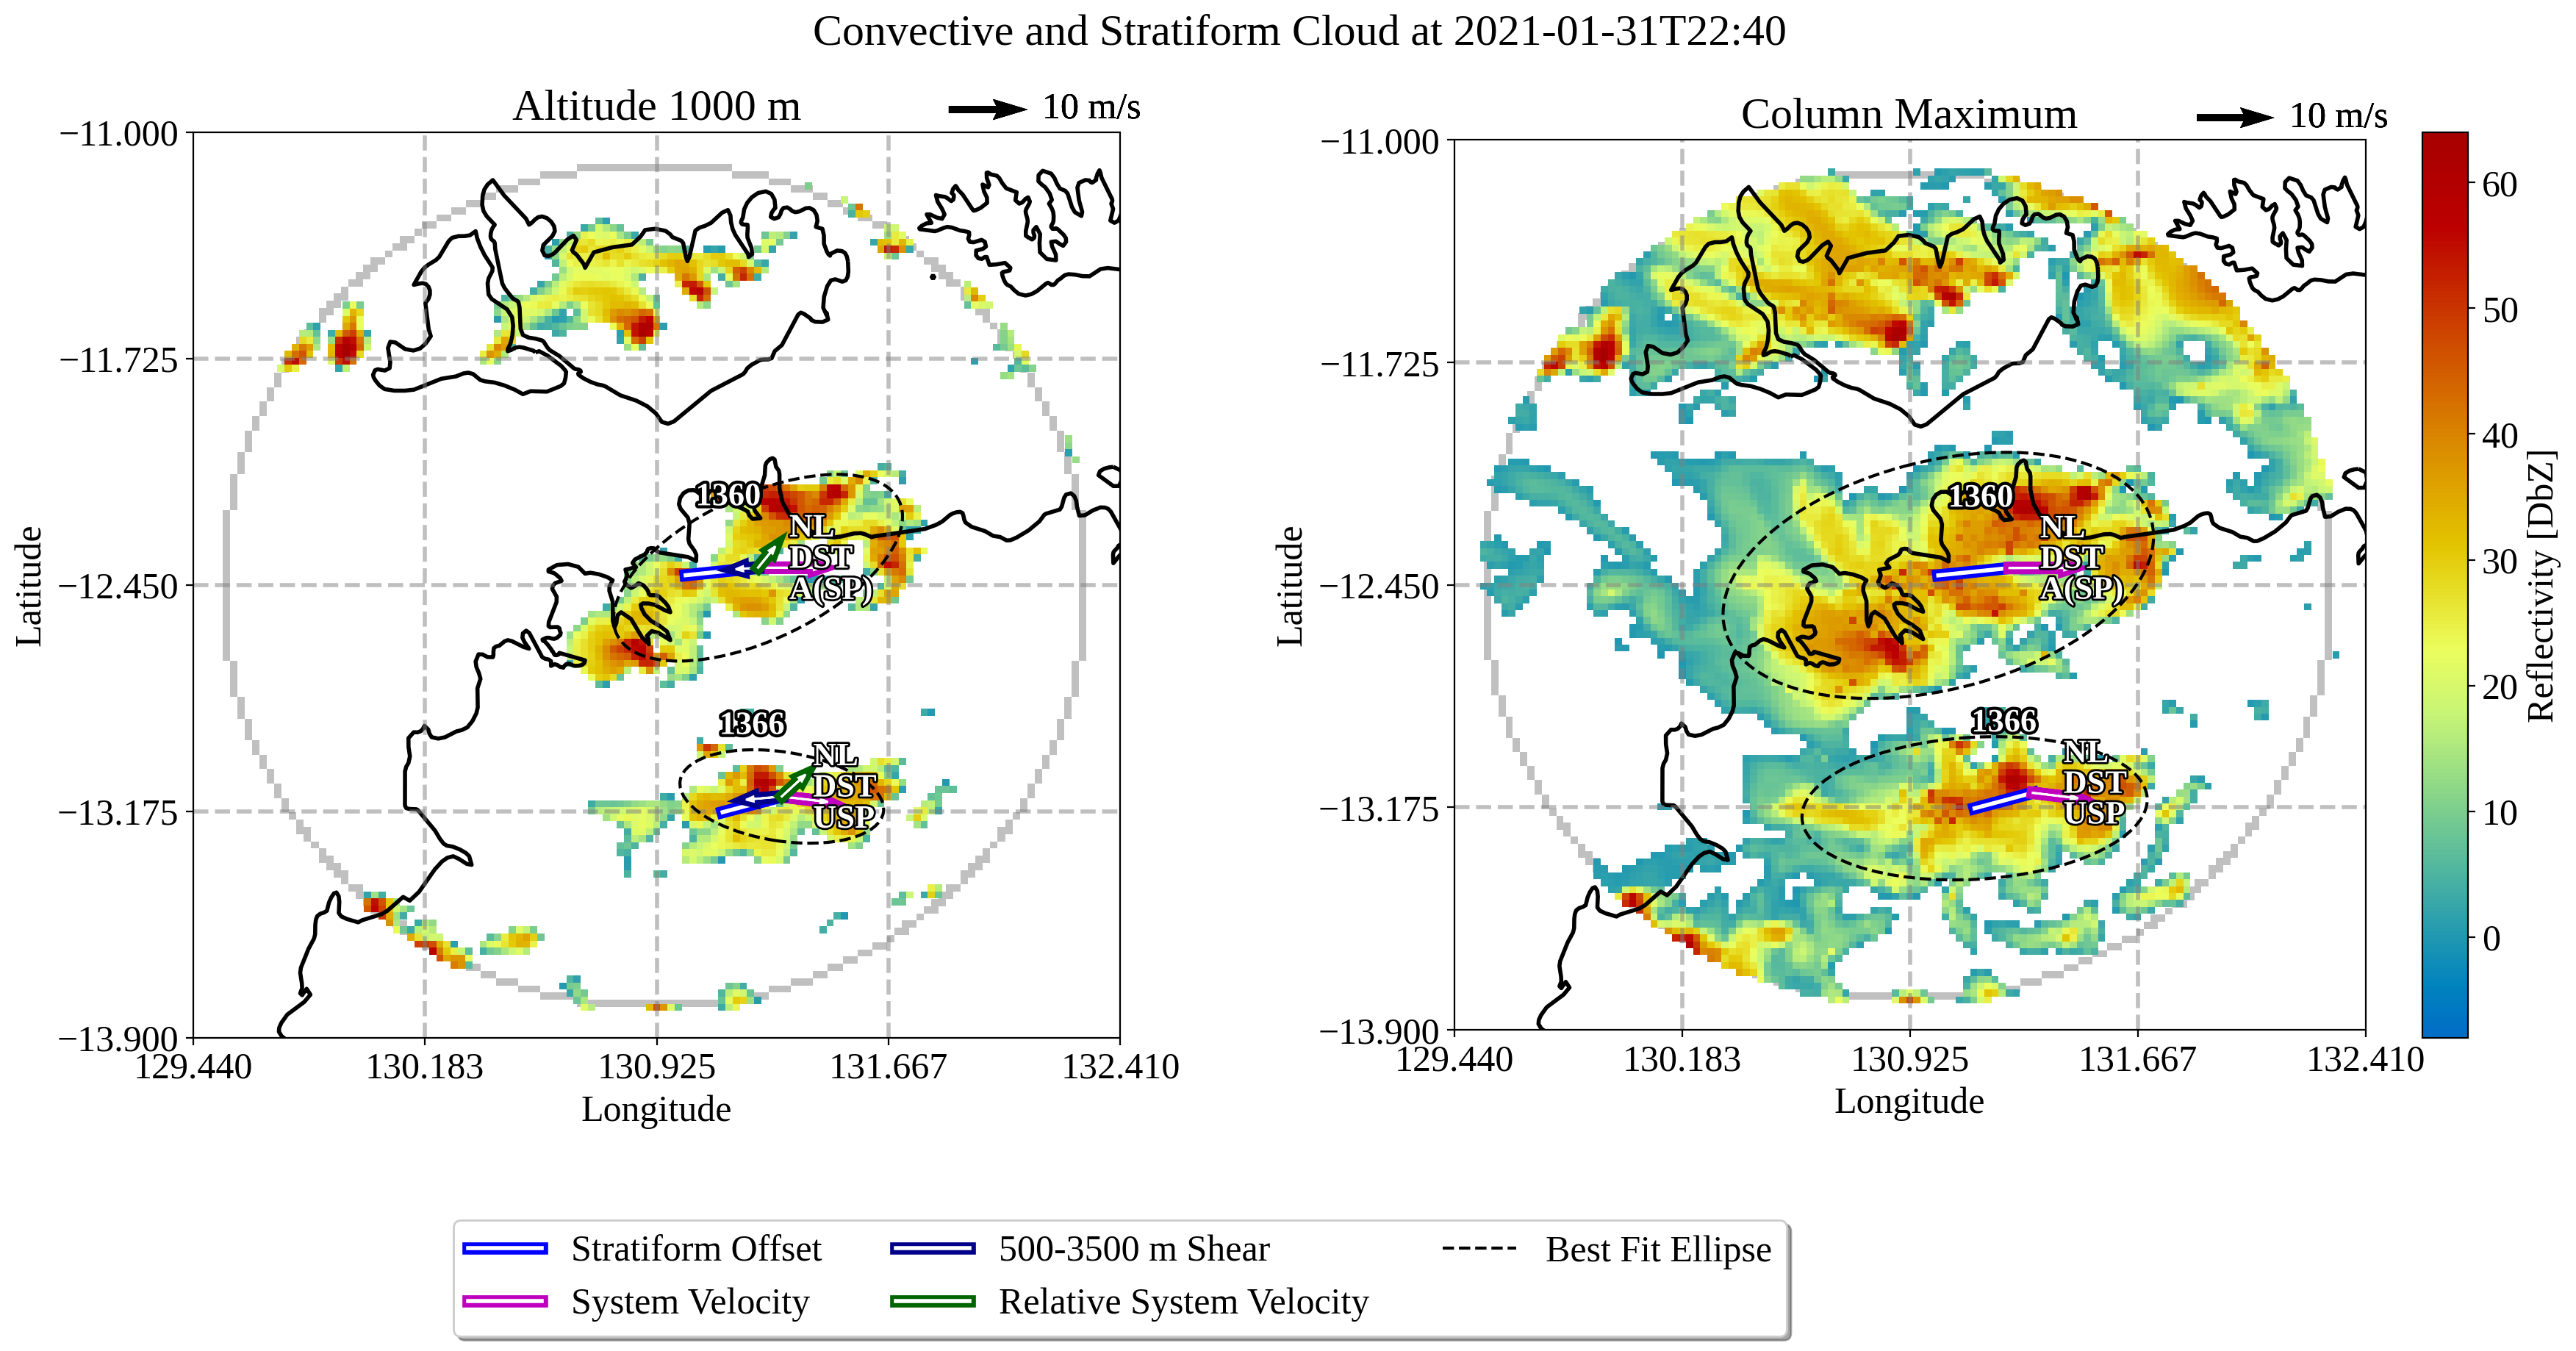 Convective and Stratiform Cloud at 2021-01-31T22:40
Altitude 1000 m
10 m/s
−11.000
−11.725
−12.450
−13.175
−13.900
Latitude
1360
NL
DST
A(SP)
1366
NL
DST
USP
129.440
130.183
130.925
131.667
132.410
Longitude
Column Maximum
10 m/s
−11.000
−11.725
−12.450
−13.175
−13.900
Latitude
1360
NL
DST
A(SP)
1366
NL
DST
USP
129.440
130.183
130.925
131.667
132.410
Longitude
60
50
40
30
20
10
0
Reflectivity [DbZ]
Stratiform Offset
System Velocity
500-3500 m Shear
Relative System Velocity
Best Fit Ellipse